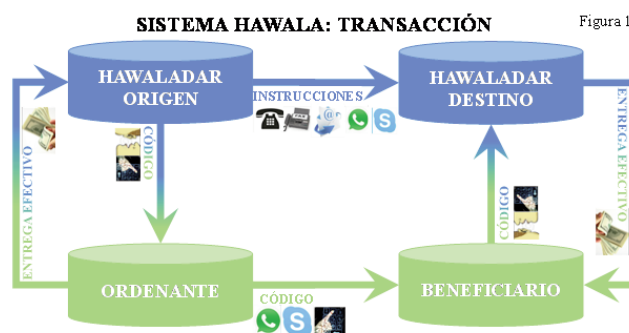 SISTEMA HAWALA: TRANSACCIÓN
Figura 1
HAWALADAR
ORIGEN
INSTRUCCIONES
HAWALADAR
DESTINO
ENTREGA EFECTIVO
CÓDIGO
CÓDIGO
ENTREGA EFECTIVO
ORDENANTE
CÓDIGO
BENEFICIARIO